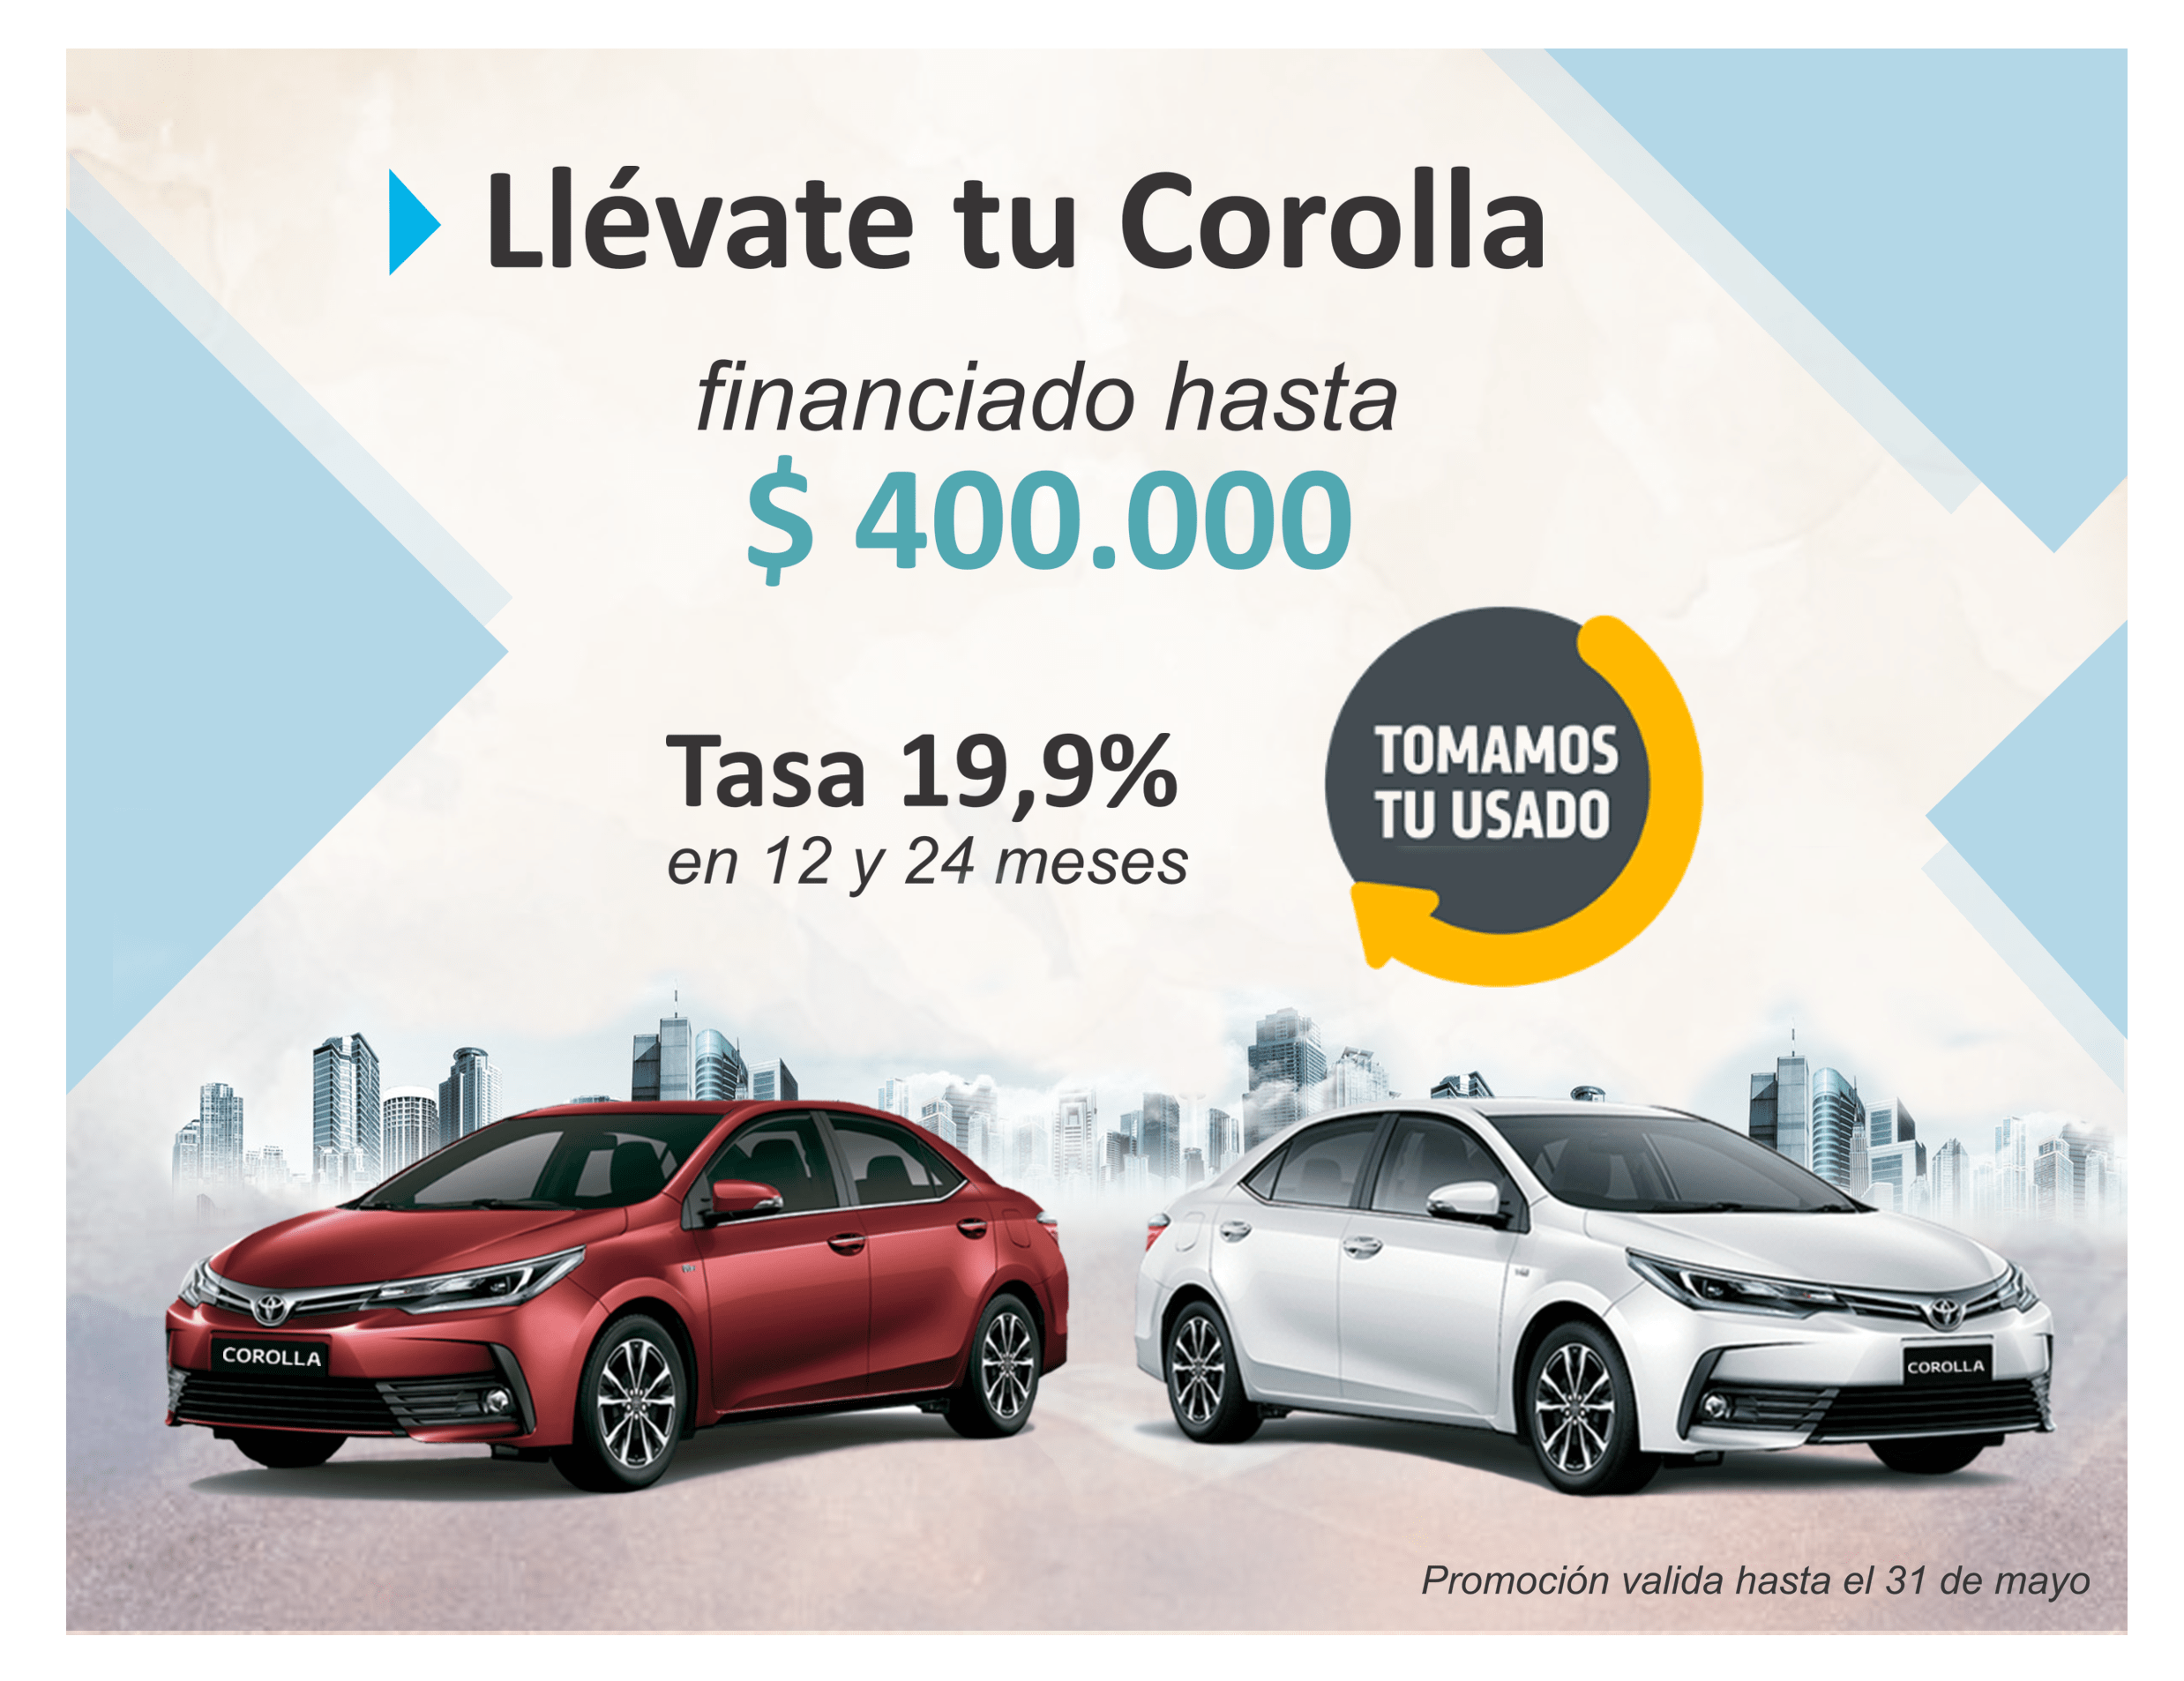 Llévate tu Corolla
financiado hasta
$ 400.000
Tasa 19,9%
en 12 y 24 meses
TOMAMOS
TU USADO
COROLLA
COROLLA
Promoción valida hasta el 31 de mayo